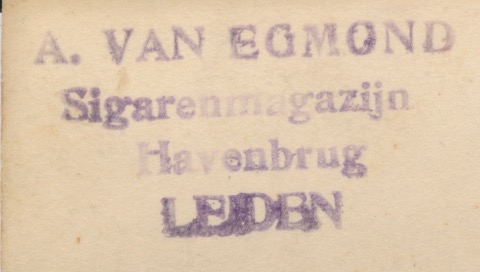 A. VAN EGMOND
Sigarenmagazijn
Havenbrug
LEIDEN